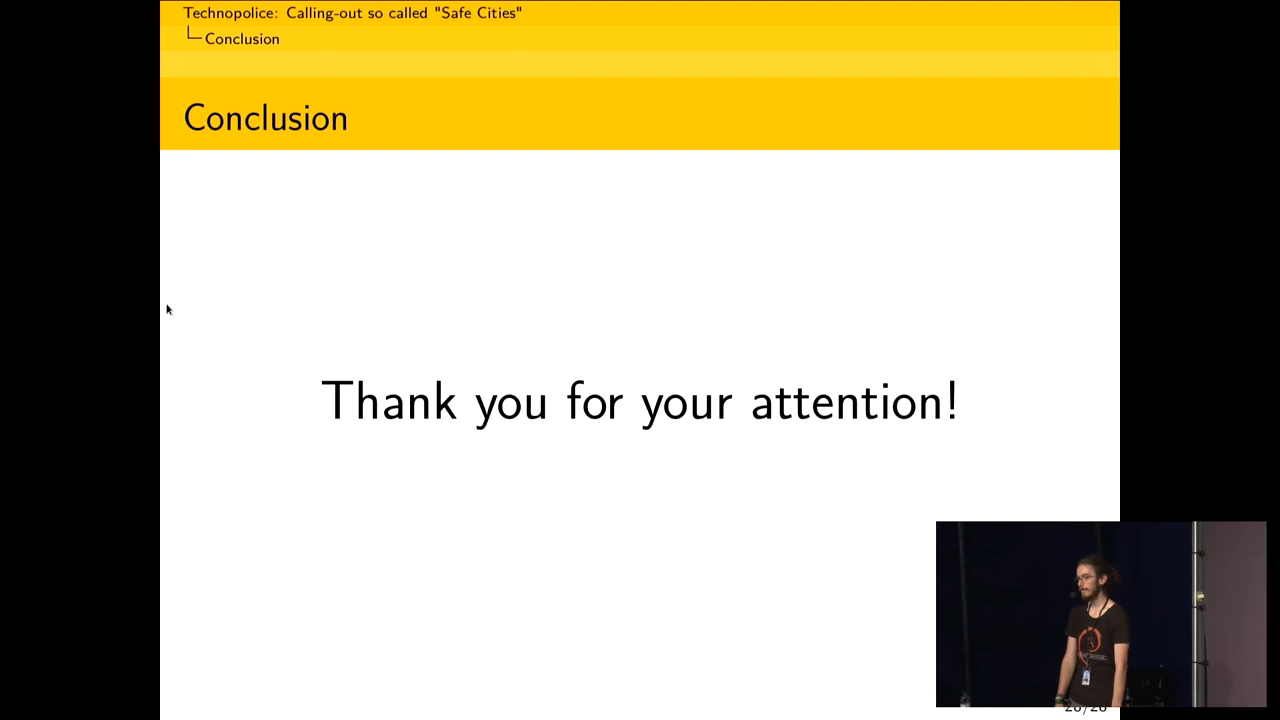 Technopolice: Calling-out so called "Safe Cities"
Conclusion
Conclusion
Thank you for your attention!